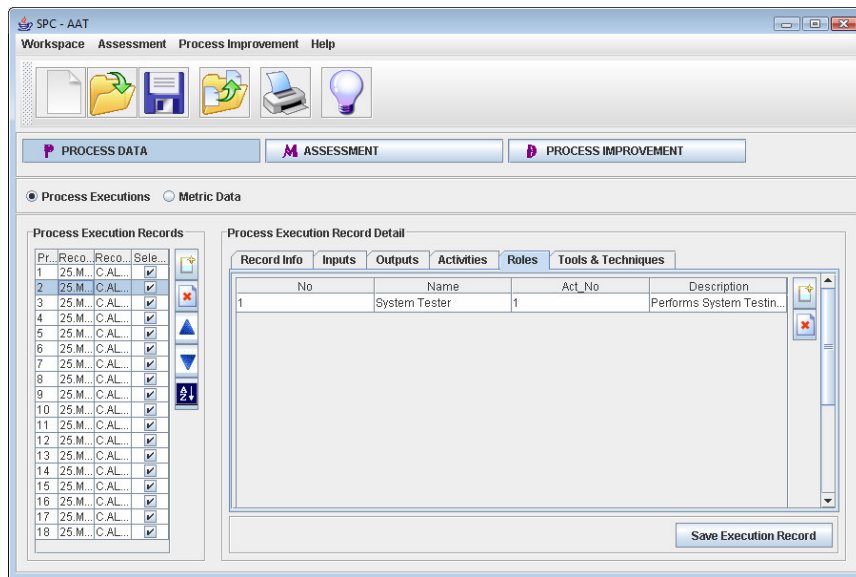 SPC - AAT
Workspace Assessment Process Improvement Help
P PROCESS DATA M ASSESSMENT D PROCESS IMPROVEMENT
Process Executions Metric Data
Process Execution Records
Pr... Reco... Reco... Sele...
1 25.M... C.AL...
2 25.M... C.AL...
3 25.M... C.AL...
4 25.M... C.AL...
5 25.M... C.AL...
6 25.M... C.AL...
7 25.M... C.AL...
8 25.M... C.AL...
9 25.M... C.AL...
10 25.M... C.AL...
11 25.M... C.AL...
12 25.M... C.AL...
13 25.M... C.AL...
14 25.M... C.AL...
15 25.M... C.AL...
16 25.M... C.AL...
17 25.M... C.AL...
18 25.M... C.AL...
A
Z
Process Execution Record Detail
Record Info Inputs Outputs Activities Roles Tools & Techniques
No Name Act_No Description
1 System Tester 1 Performs System Testin...
Save Execution Record